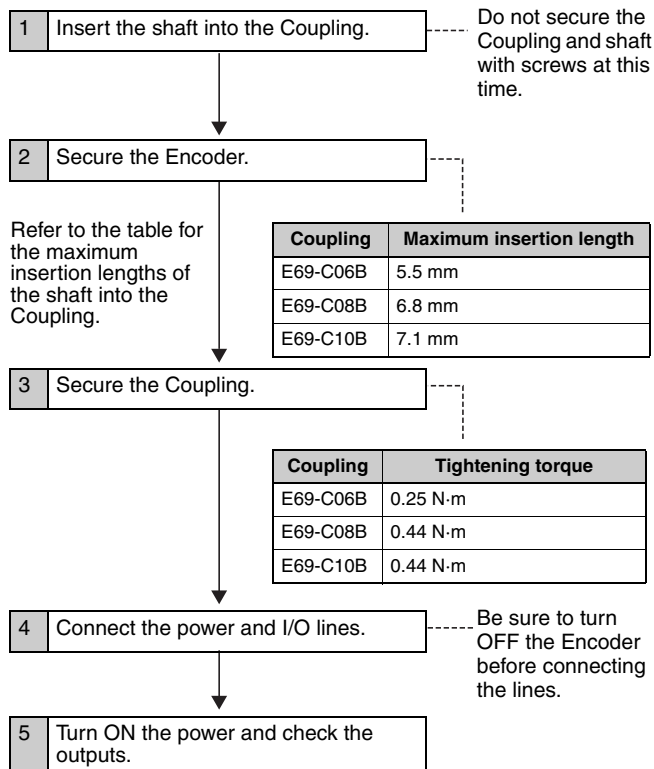 1 Insert the shaft into the Coupling.
Do not secure the
Coupling and shaft
with screws at this
time.
2 Secure the Encoder.
Refer to the table for
the maximum
insertion lengths of
the shaft into the
Coupling.
Coupling Maximum insertion length
E69-C06B 5.5 mm
E69-C08B 6.8 mm
E69-C10B 7.1 mm
3 Secure the Coupling.
Coupling Tightening torque
E69-C06B 0.25 N·m
E69-C08B 0.44 N·m
E69-C10B 0.44 N·m
4 Connect the power and I/O lines.
Be sure to turn
OFF the Encoder
before connecting
the lines.
5 Turn ON the power and check the
outputs.